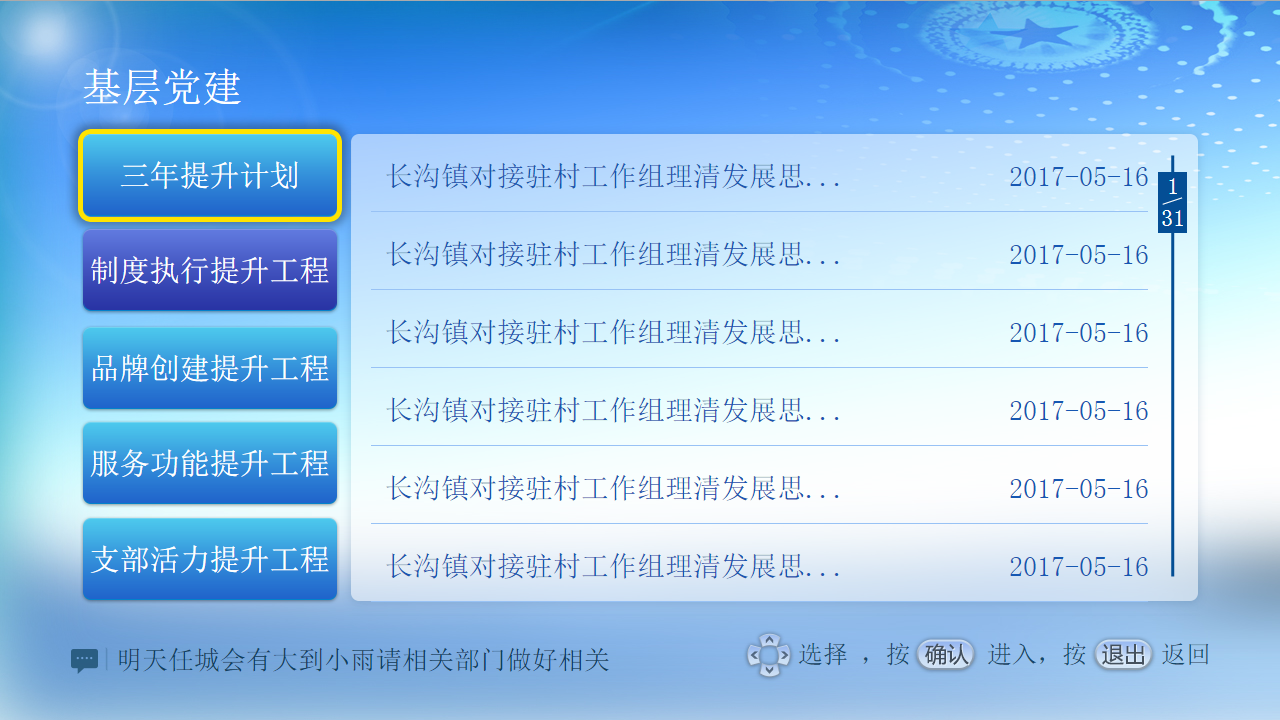 基层党建
三年提升计划
制度执行提升工程
品牌创建提升工程
服务功能提升工程
支部活力提升工程
长沟镇对接驻村工作组理清发展思... 2017-05-16
长沟镇对接驻村工作组理清发展思... 2017-05-16
长沟镇对接驻村工作组理清发展思... 2017-05-16
长沟镇对接驻村工作组理清发展思... 2017-05-16
长沟镇对接驻村工作组理清发展思... 2017-05-16
长沟镇对接驻村工作组理清发展思... 2017-05-16
1/31
明天任城会有大到小雨请相关部门做好相关
选择 ，按 确认 进入，按 退出 返回